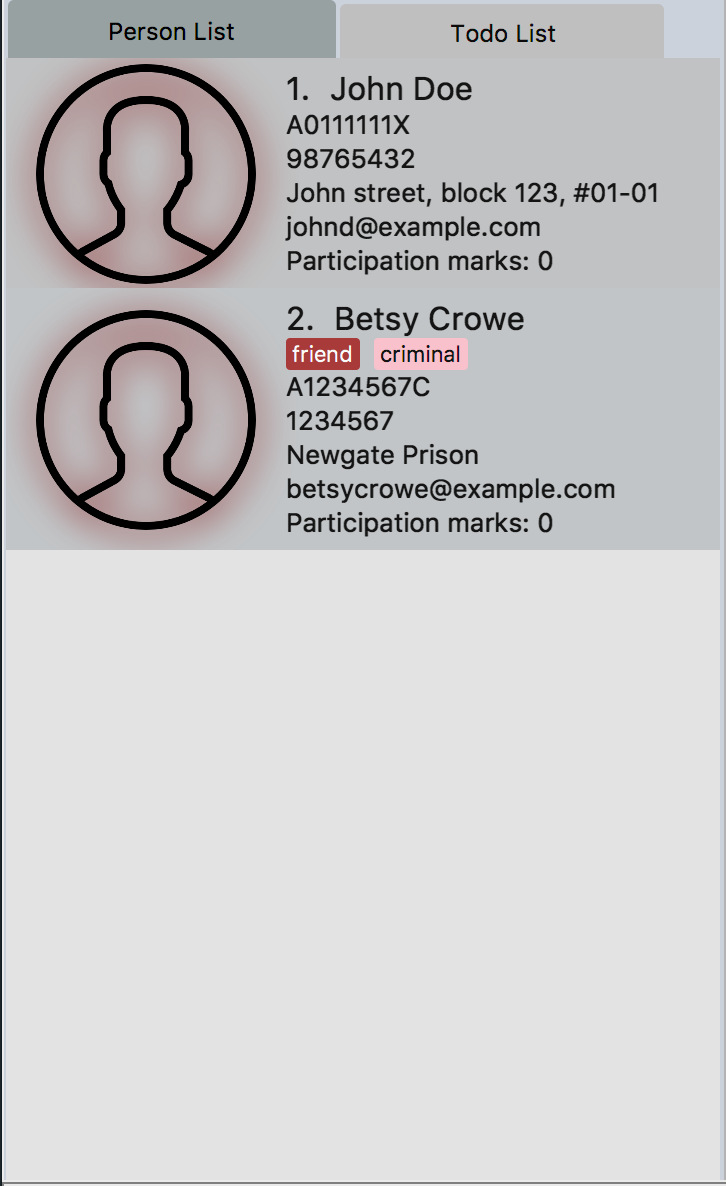 Person List
Todo List
1. John Doe
A0111111X
98765432
John street, block 123, #01-01
johnd@example.com
Participation marks: 0
2. Betsy Crowe
friend criminal
A1234567C
1234567
Newgate Prison
betsycrowe@example.com
Participation marks: 0